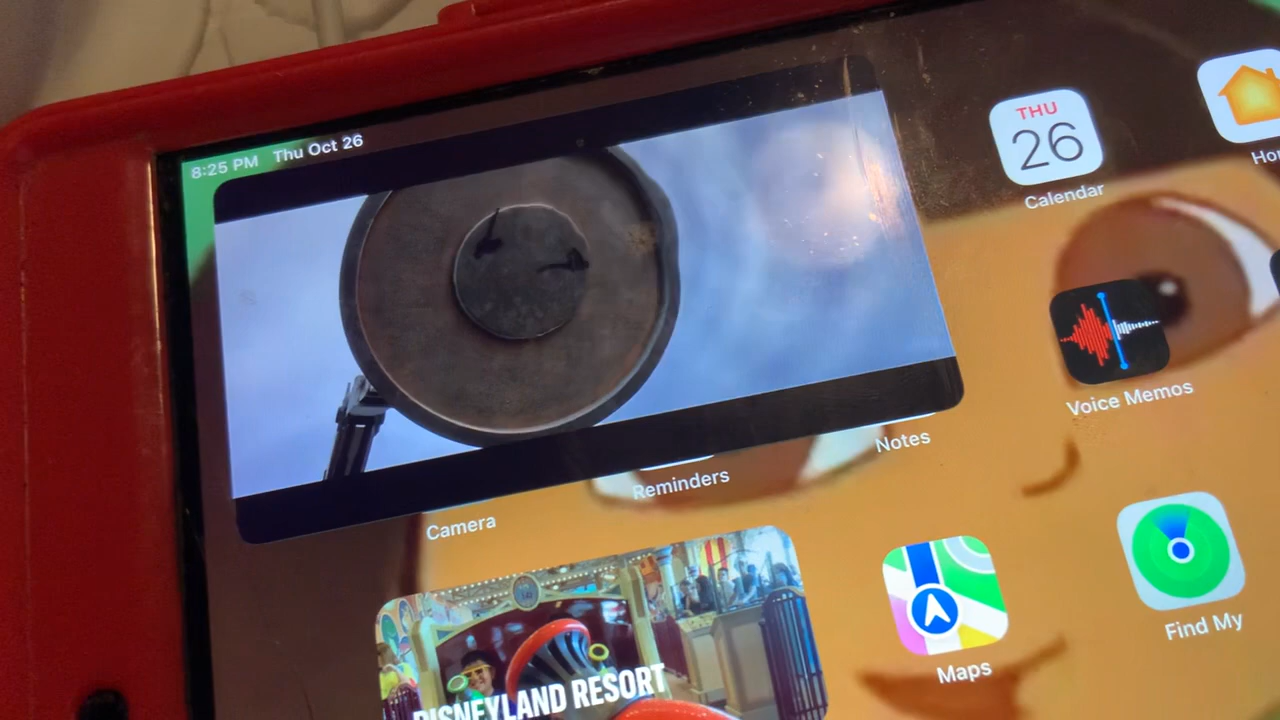 8:25 PM Thu Oct 26
THU
26
Calendar
Voice Memos
Notes
Reminders
Camera
Maps
Find My
DISNEYLAND RESORT